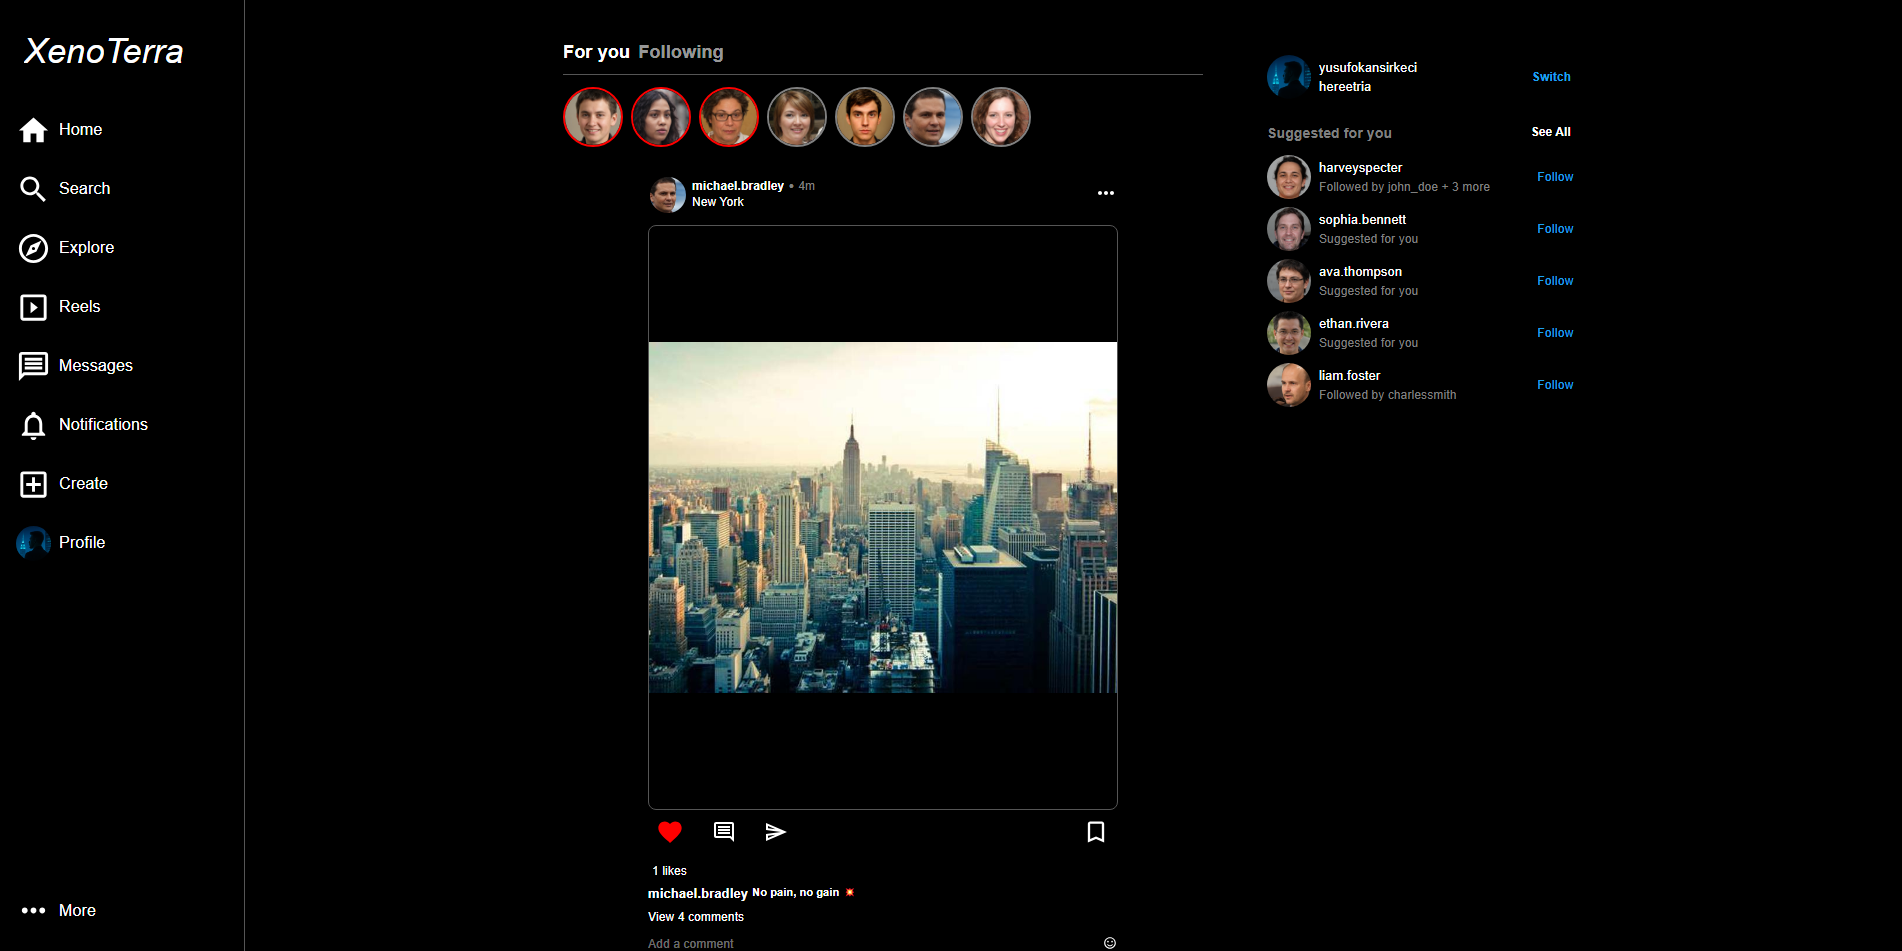 XenoTerra
Home
Search
Explore
Reels
Messages
Notifications
Create
Profile
More
For you Following
michael.bradley • 4m
New York
1 likes
michael.bradley No pain, no gain 💥
View 4 comments
Add a comment
yusufokansirkeci
hereetria
Switch
Suggested for you See All
harveyspecter
Followed by john_doe + 3 more
Follow
sophia.bennett
Suggested for you
Follow
ava.thompson
Suggested for you
Follow
ethan.rivera
Suggested for you
Follow
liam.foster
Followed by charlessmith
Follow